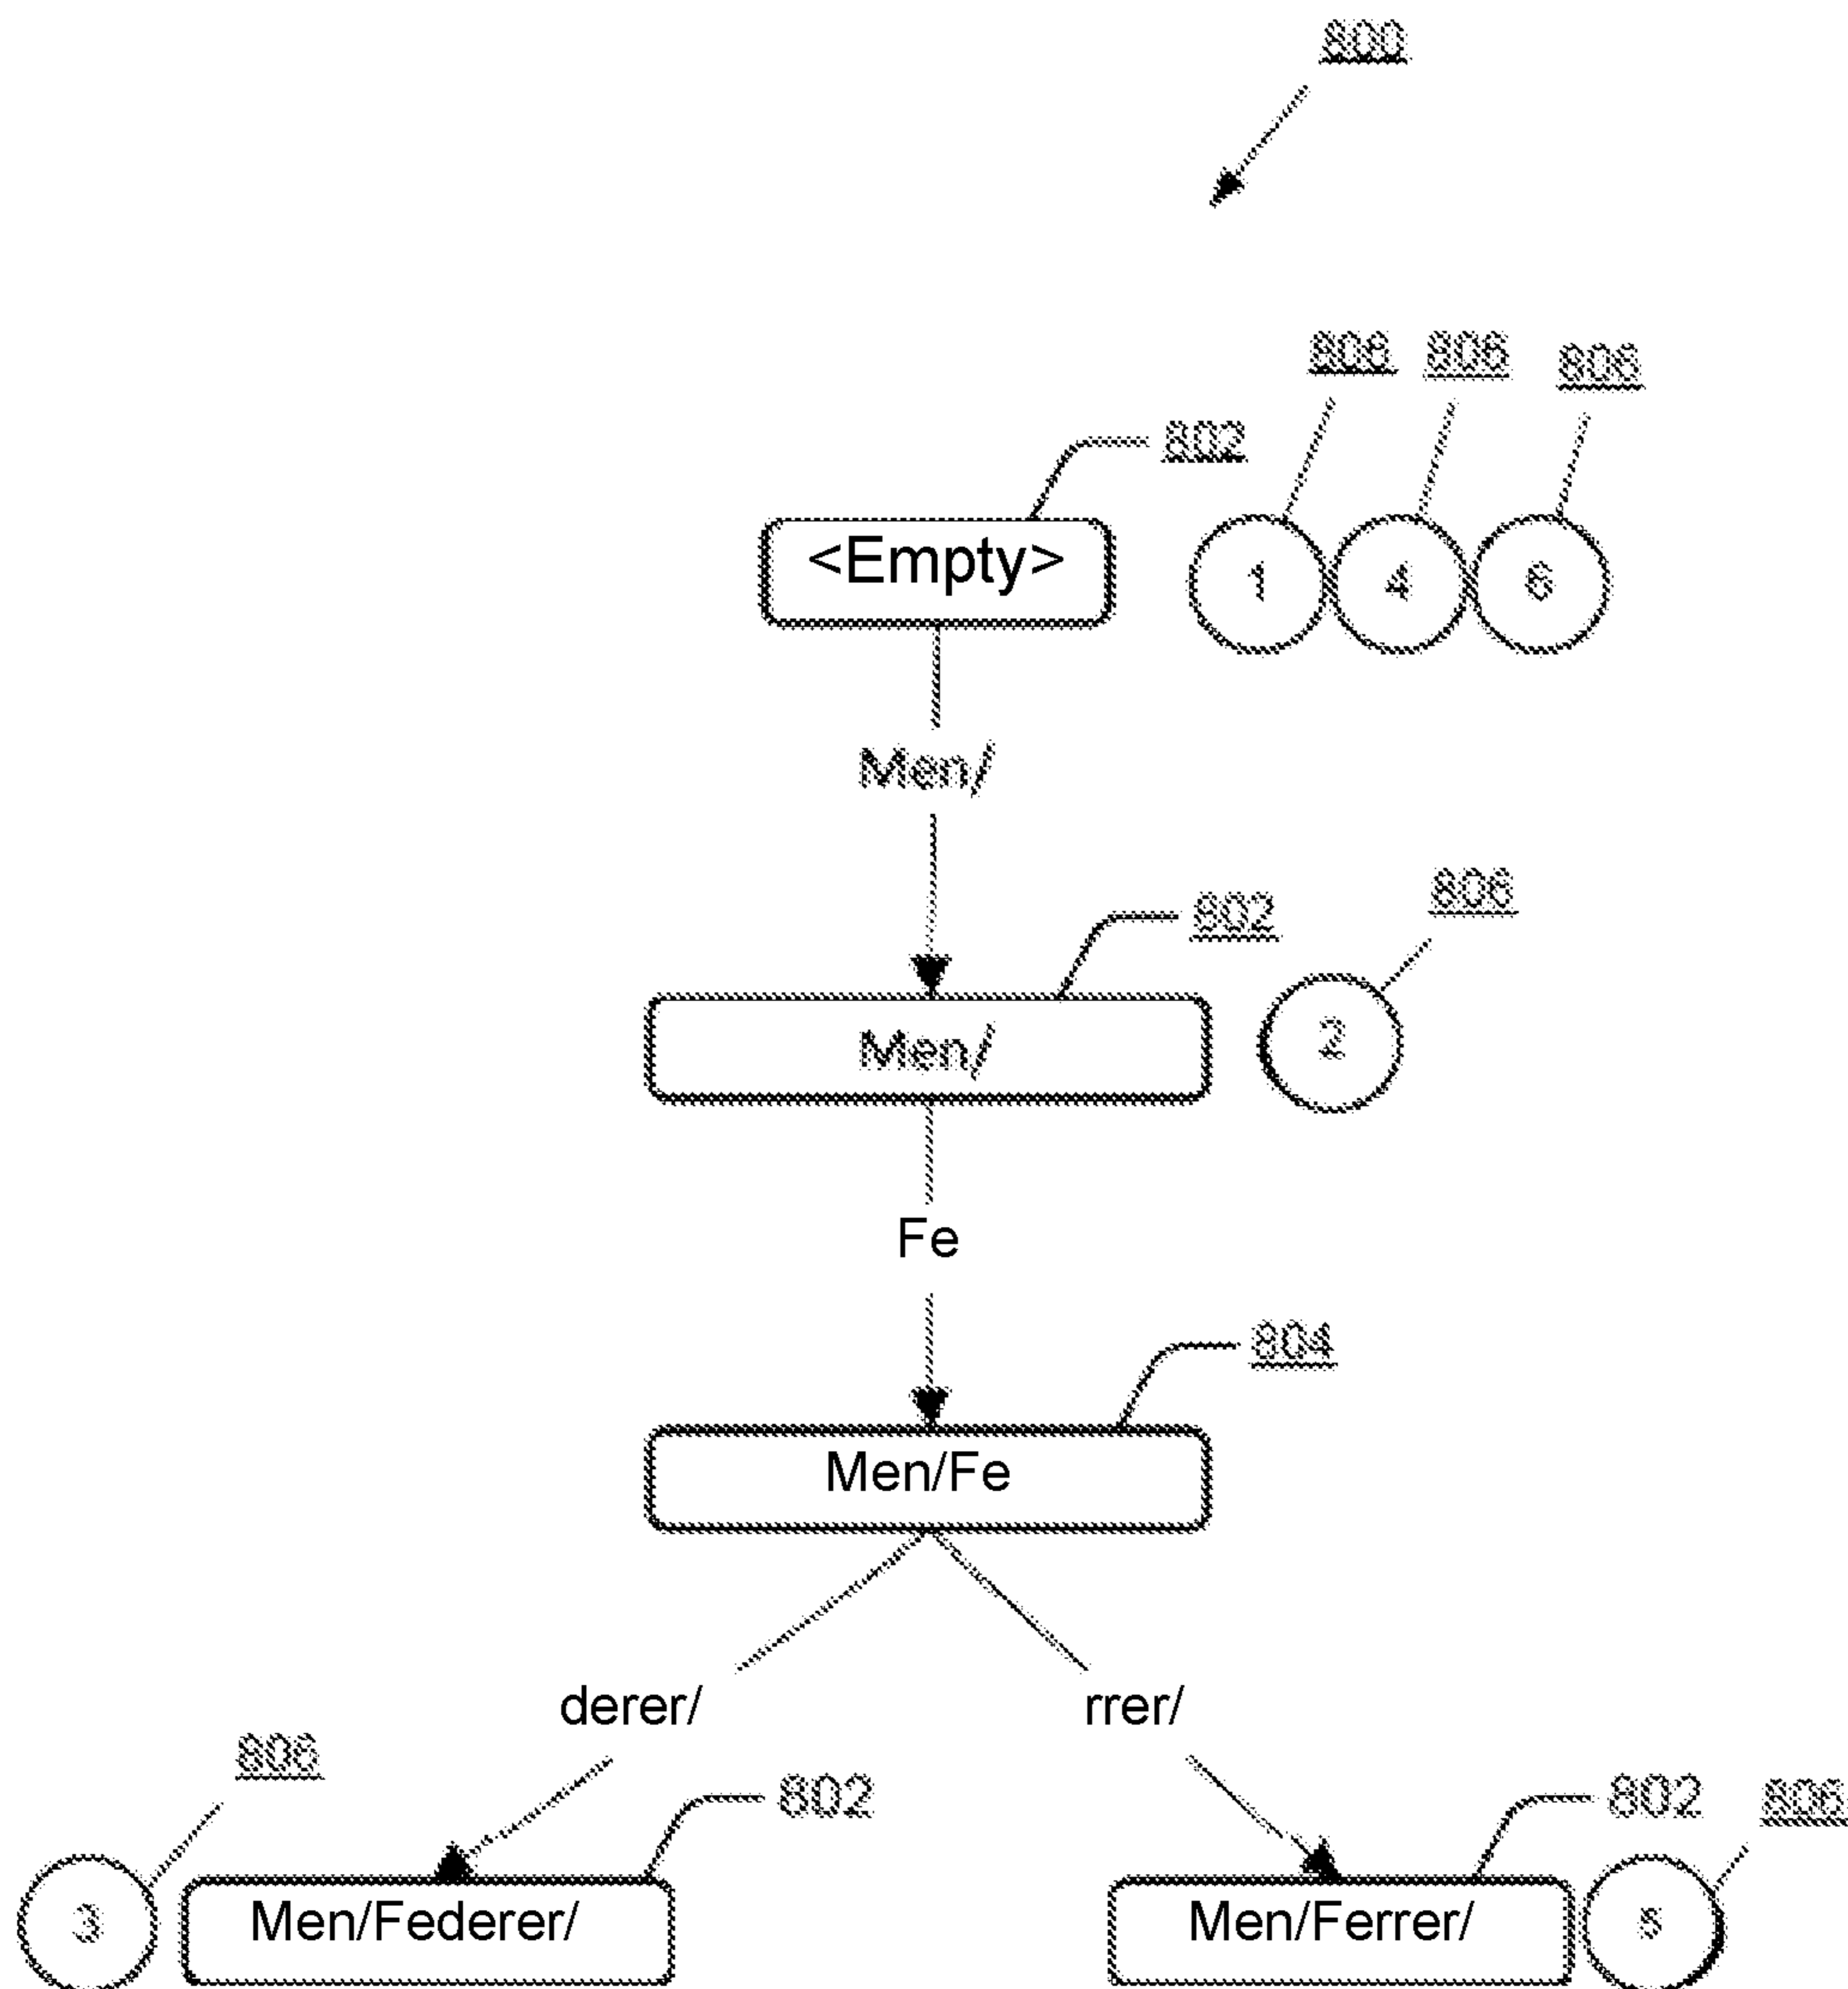 800
806 806 806
802
<Empty> 1 4 6
Men/
802 806
Men/ 2
Fe
804
Men/Fe
derer/ rrer/
806 802 802 806
3 Men/Federer/ Men/Ferrer/